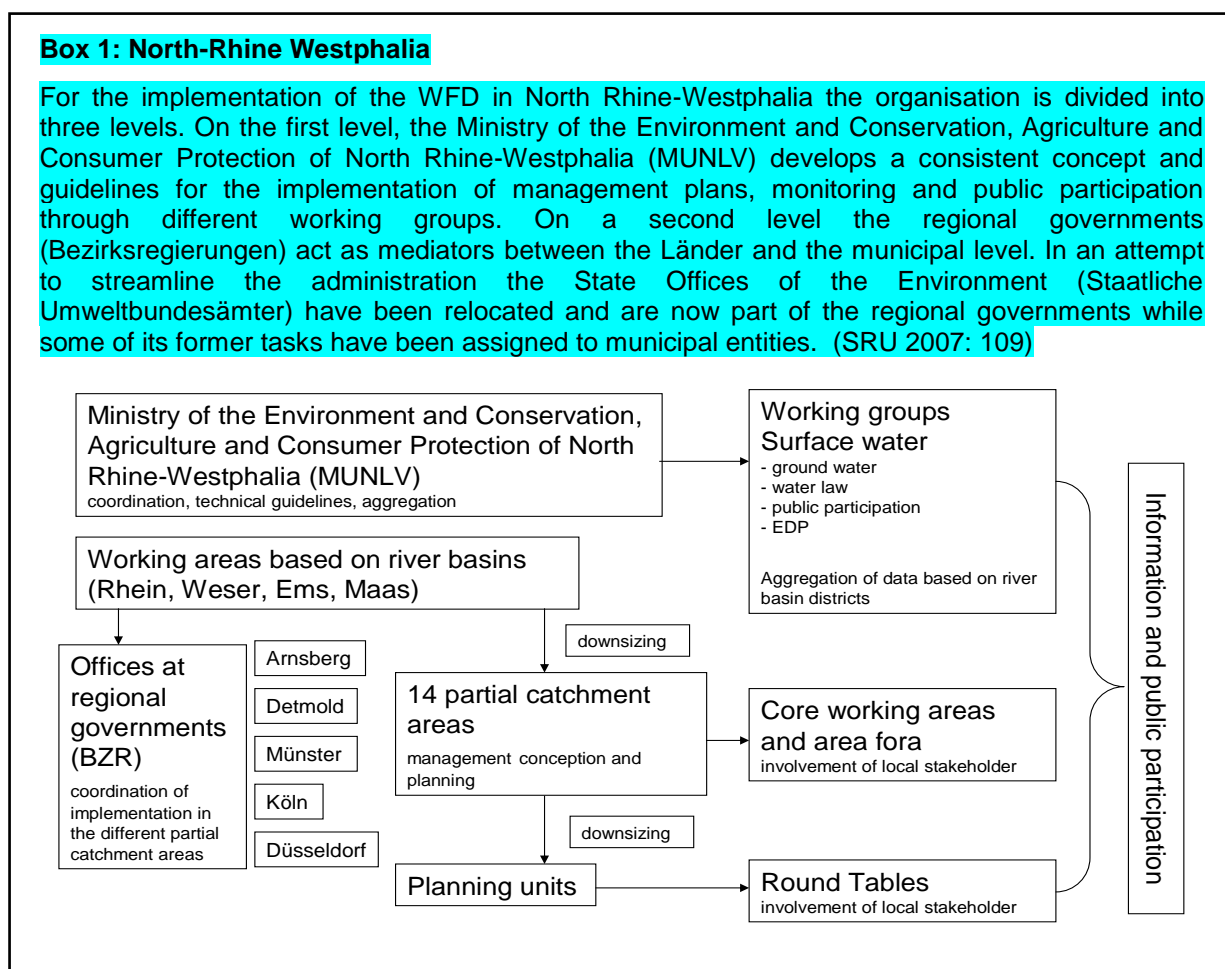 Box 1: North-Rhine Westphalia
For the implementation of the WFD in North Rhine-Westphalia the organisation is divided into
three levels. On the first level, the Ministry of the Environment and Conservation, Agriculture and
Consumer Protection of North Rhine-Westphalia (MUNLV) develops a consistent concept and
guidelines for the implementation of management plans, monitoring and public participation
through different working groups. On a second level the regional governments
(Bezirksregierungen) act as mediators between the Länder and the municipal level. In an attempt
to streamline the administration the State Offices of the Environment (Staatliche
Umweltbundesämter) have been relocated and are now part of the regional governments while
some of its former tasks have been assigned to municipal entities. (SRU 2007: 109)
Ministry of the Environment and Conservation,
Agriculture and Consumer Protection of North
Rhine-Westphalia (MUNLV)
coordination, technical guidelines, aggregation
Working groups
Surface water
- ground water
- water law
- public participation
- EDP
Aggregation of data based on river
basin districts
Working areas based on river basins
(Rhein, Weser, Ems, Maas)
downsizing
Offices at
regional
governments
(BZR)
coordination of
implementation in
the different partial
catchment areas
Arnsberg
Detmold
Münster
Köln
Düsseldorf
14 partial catchment
areas
management conception and
planning
Core working areas
and area fora
involvement of local stakeholder
downsizing
Planning units
Round Tables
involvement of local stakeholder
Information and public participation